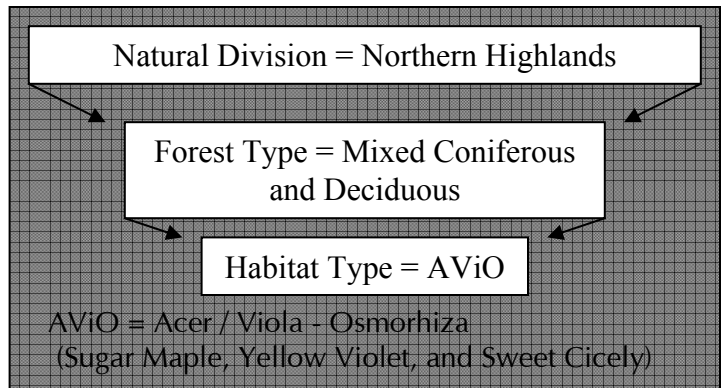 Natural Division = Northern Highlands
Forest Type = Mixed Coniferous
and Deciduous
Habitat Type = AViO
AViO = Acer / Viola - Osmorhiza
(Sugar Maple, Yellow Violet, and Sweet Cicely)